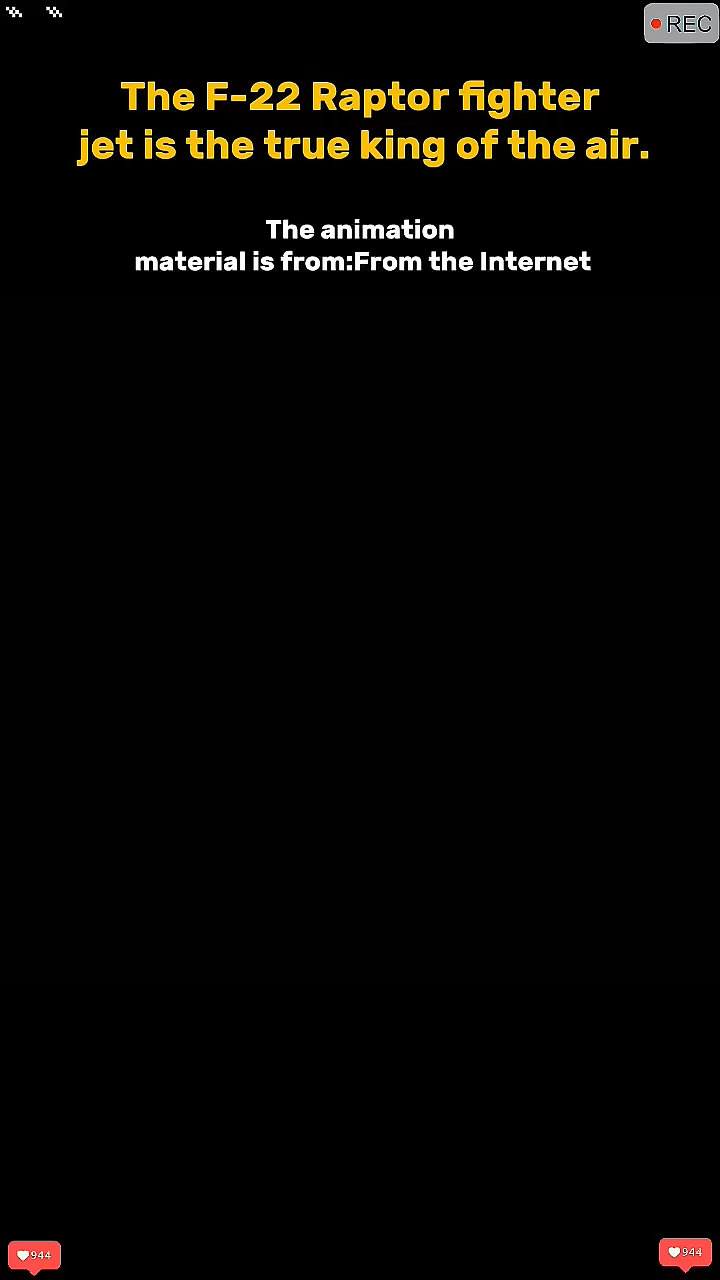 REC
The F-22 Raptor fighter
jet is the true king of the air.
The animation
material is from:From the Internet
944
944